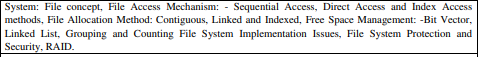 System: File concept, File Access Mechanism: - Sequential Access, Direct Access and Index Access
methods, File Allocation Method: Contiguous, Linked and Indexed, Free Space Management: -Bit Vector,
Linked List, Grouping and Counting File System Implementation Issues, File System Protection and
Security, RAID.